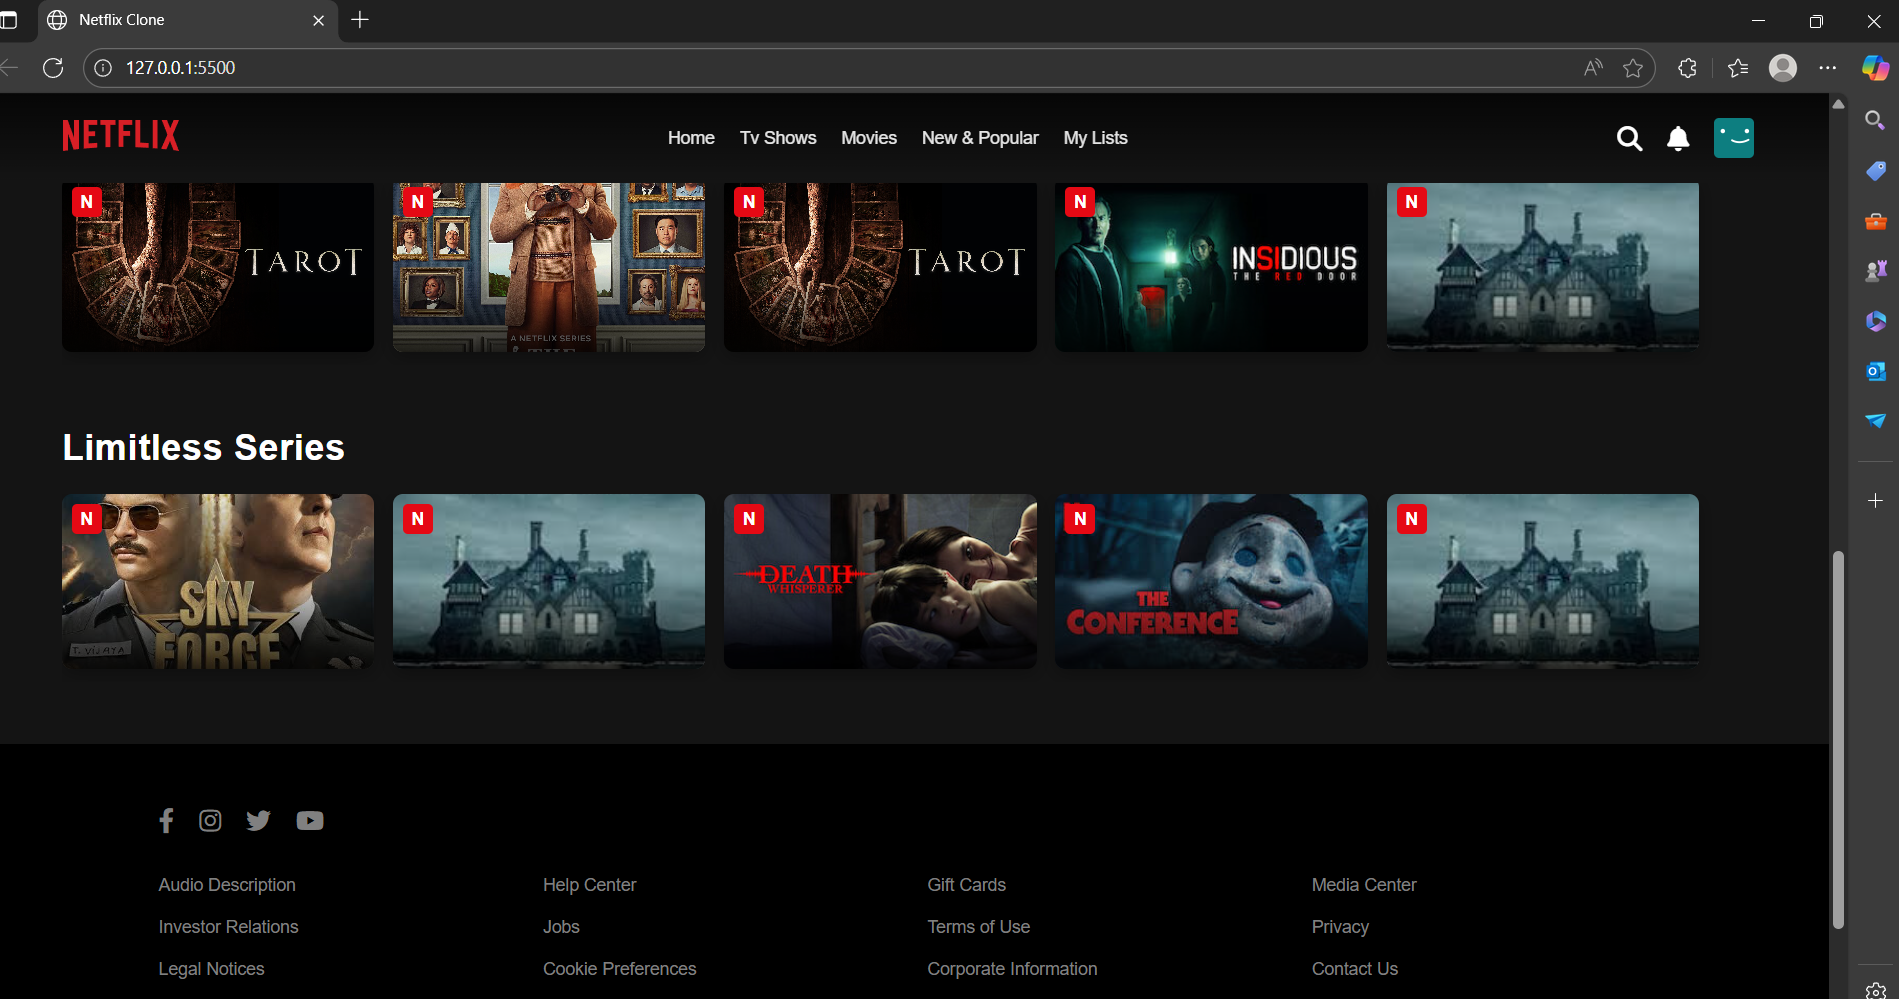 Netflix Clone
127.0.0.1:5500
NETFLIX
Home Tv Shows Movies New & Popular My Lists
N N N N N
TAROT
TAROT
INSIDIOUS
THE RED DOOR
A NETFLIX SERIES
Limitless Series
N N N N N
SKY
FORCE
T. VIJAYA
DEATH
WHISPERER
THE
CONFERENCE
Audio Description Help Center Gift Cards Media Center
Investor Relations Jobs Terms of Use Privacy
Legal Notices Cookie Preferences Corporate Information Contact Us